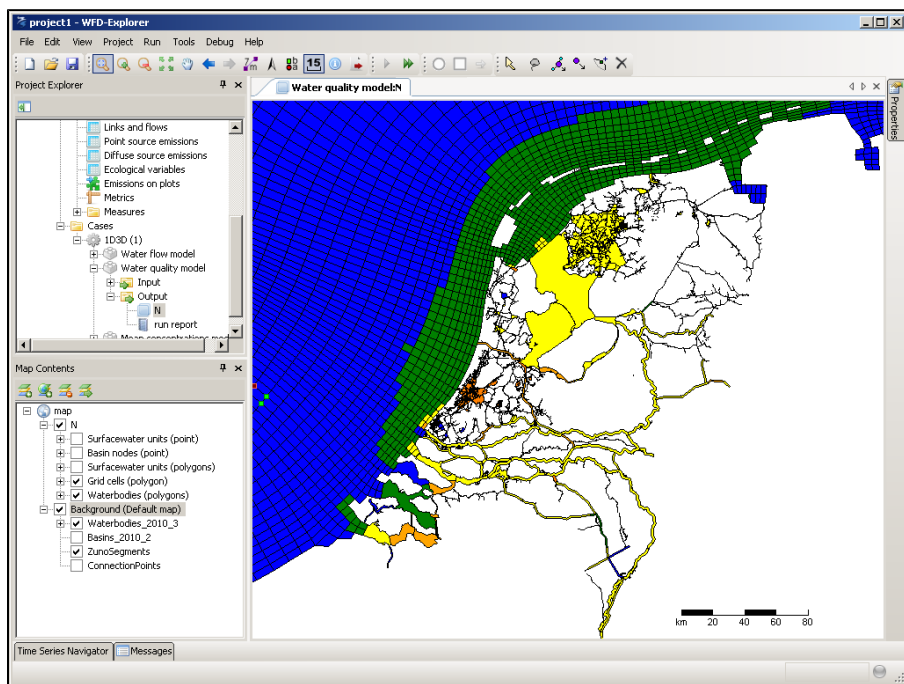 project1 - WFD-Explorer
File Edit View Project Run Tools Debug Help
15
Project Explorer
Water quality model:N
Properties
Links and flows
Point source emissions
Diffuse source emissions
Ecological variables
Emissions on plots
Metrics
Measures
Cases
1D3D (1)
Water flow model
Water quality model
Input
Output
N
run report
Map Contents
map
N
Surfacewater units (point)
Basin nodes (point)
Surfacewater units (polygons)
Grid cells (polygon)
Waterbodies (polygons)
Background (Default map)
Waterbodies_2010_3
Basins_2010_2
ZunoSegments
ConnectionPoints
km 20 40 60 80
Time Series Navigator Messages